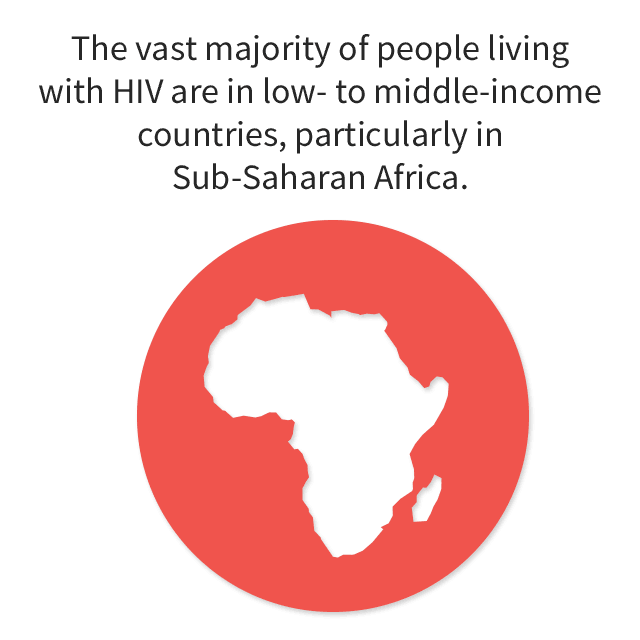 The vast majority of people living
with HIV are in low- to middle-income
countries, particularly in
Sub-Saharan Africa.